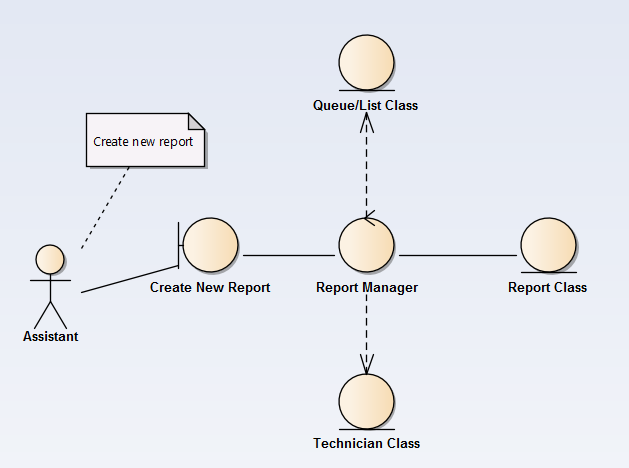 Queue/List Class
Create new report
Create New Report
Report Manager
Report Class
Assistant
Technician Class